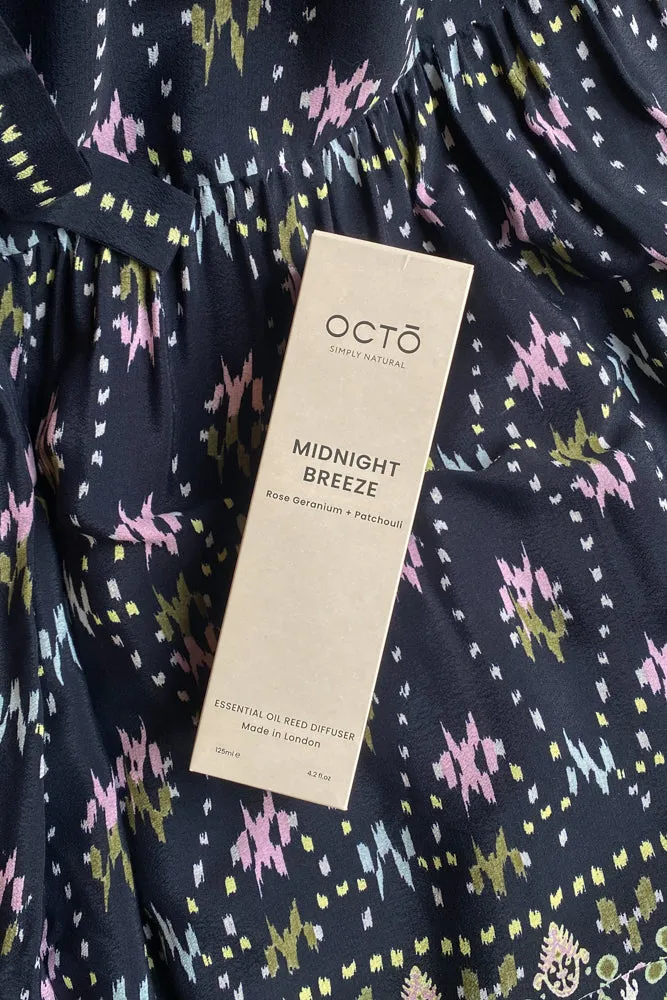 OCTŌ
SIMPLY NATURAL
MIDNIGHT
BREEZE
Rose Geranium + Patchouli
ESSENTIAL OIL REED DIFFUSER
Made in London
125ml ℮
4.2 fl.oz